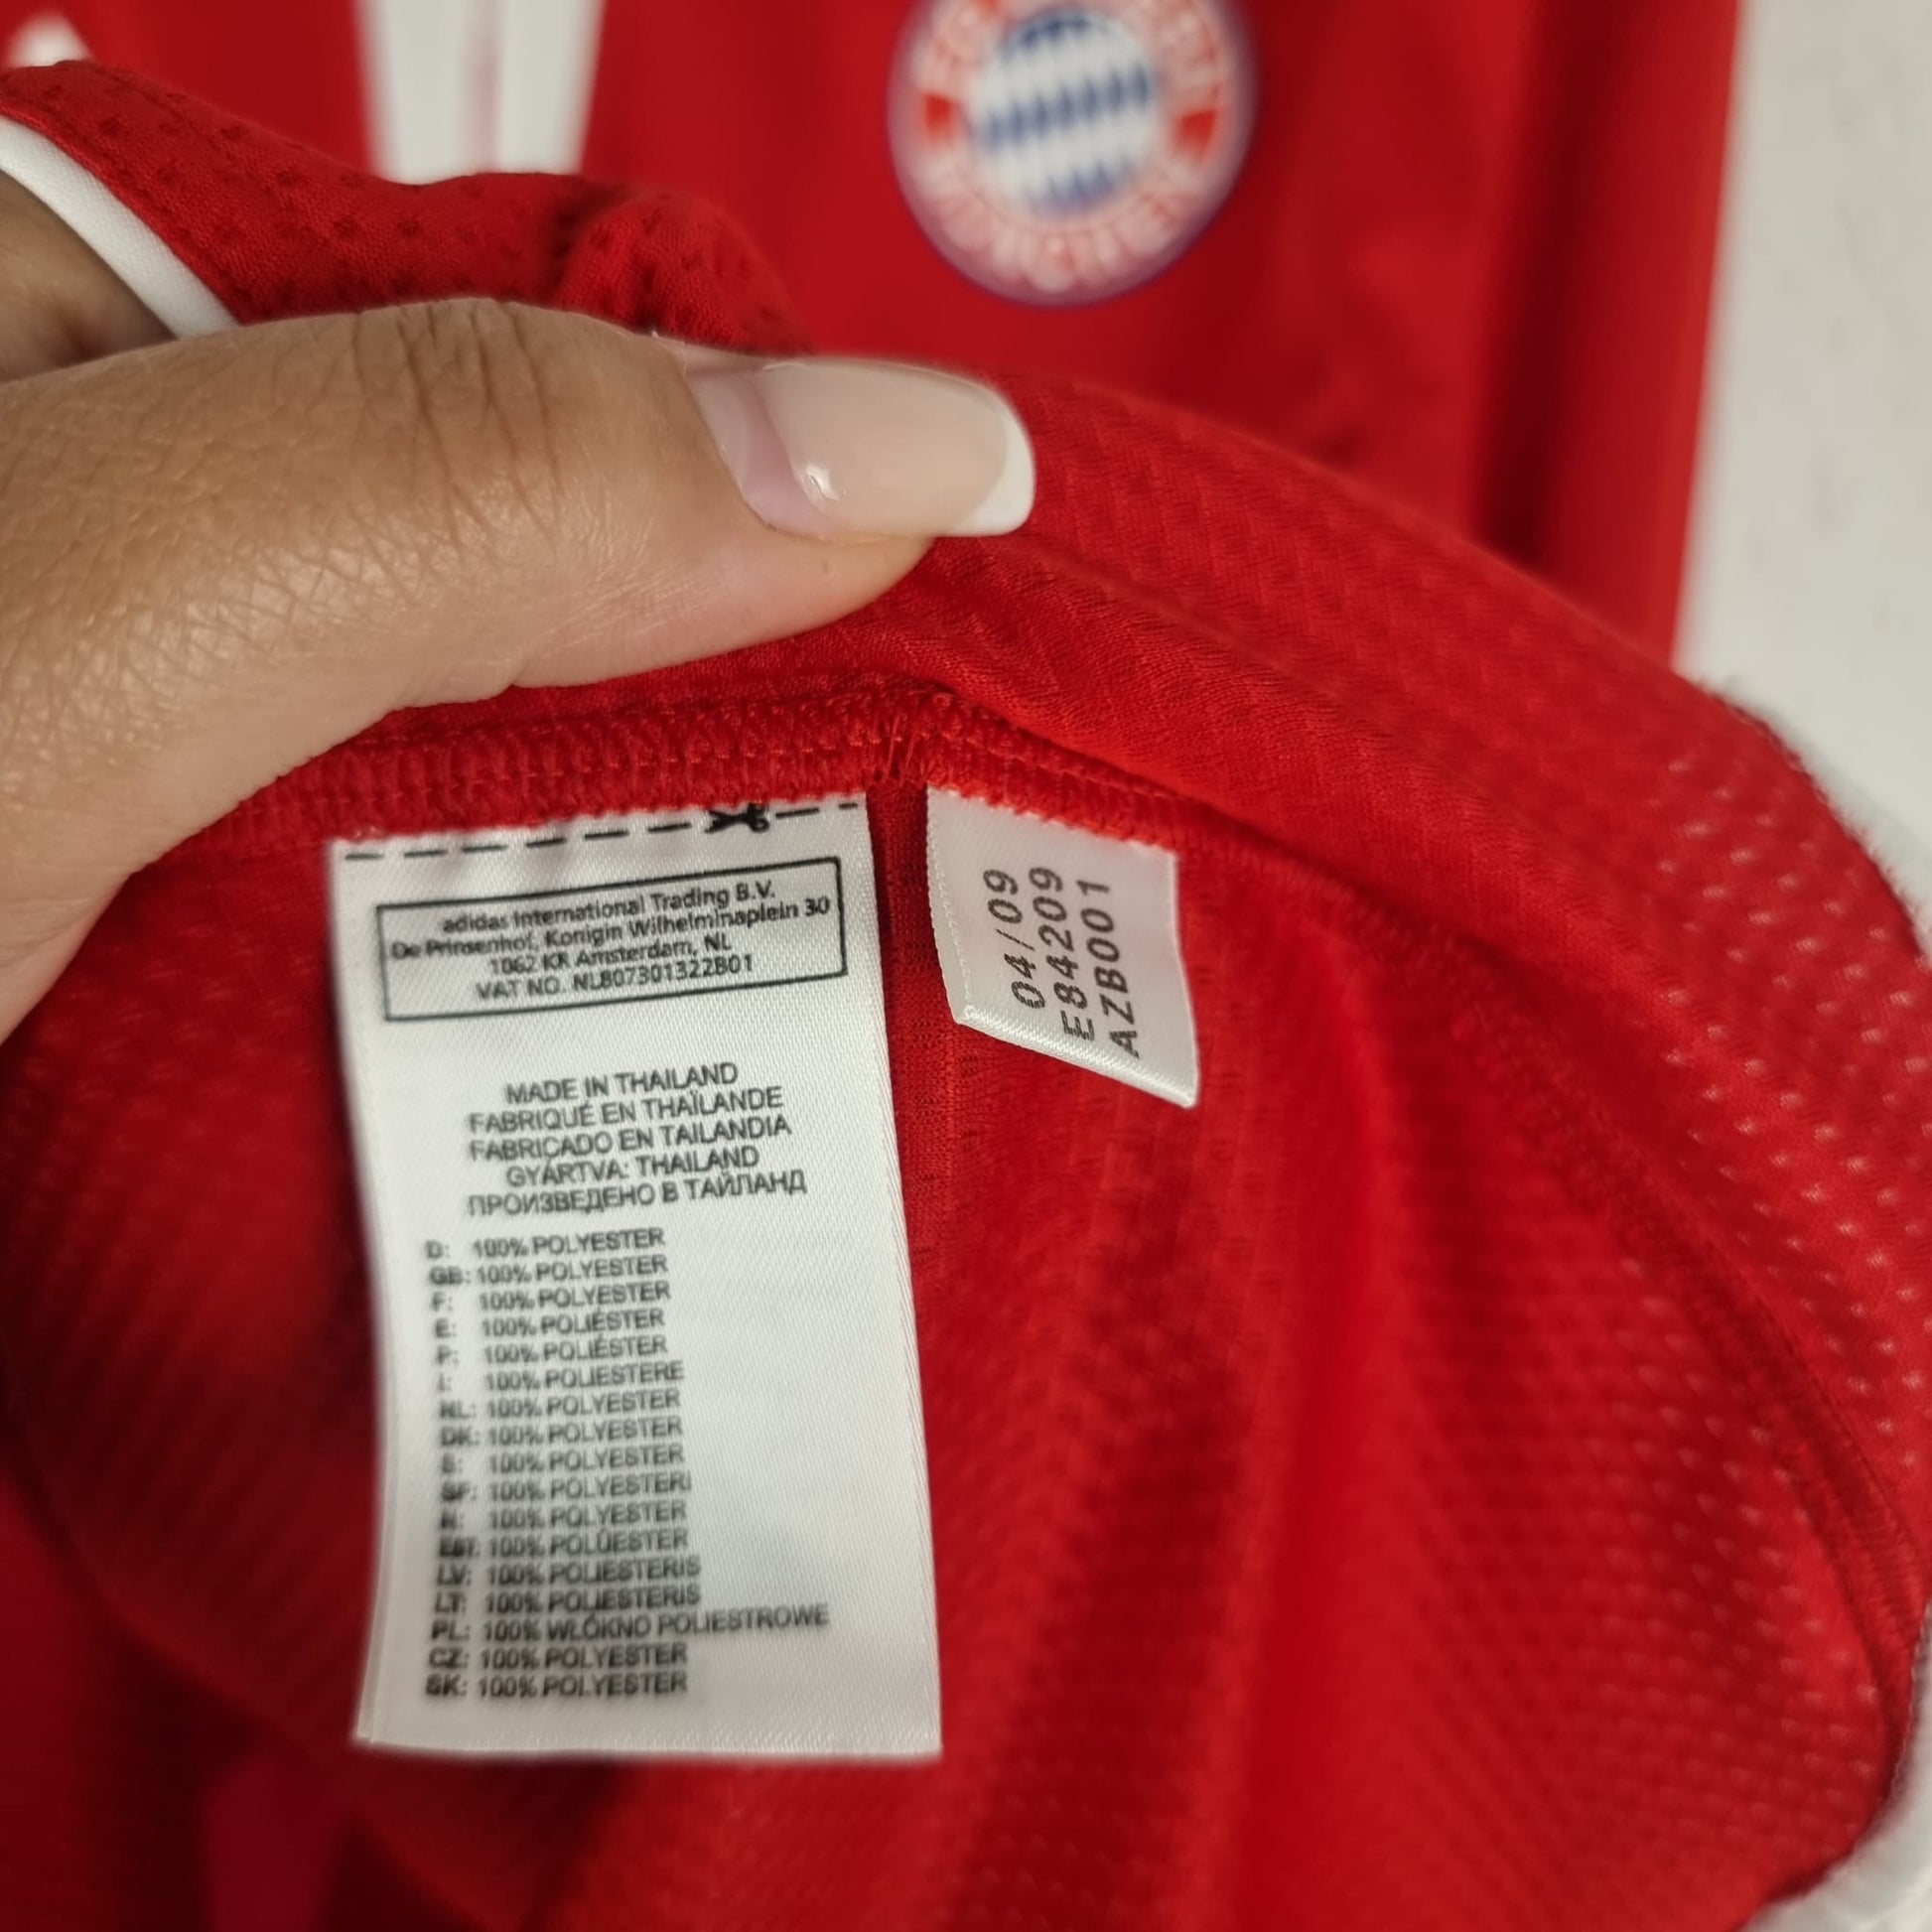 FC BAYERN
MÜNCHEN
adidas International Trading B.V.
De Prinsenhof, Konigin Wilhelminaplein 30
1062 KR Amsterdam, NL
VAT NO. NL807301322B01
MADE IN THAILAND
FABRIQUÉ EN THAÏLANDE
FABRICADO EN TAILANDIA
GYÁRTVA: THAILAND
ПРОИЗВЕДЕНО В ТАЙЛАНД
D: 100% POLYESTER
GB: 100% POLYESTER
F: 100% POLYESTER
E: 100% POLIÉSTER
P: 100% POLIÉSTER
I: 100% POLIESTERE
NL: 100% POLYESTER
DK: 100% POLYESTER
S: 100% POLYESTER
SF: 100% POLYESTERI
N: 100% POLYESTER
EST: 100% POLÜESTER
LV: 100% POLIESTERIS
LT: 100% POLIESTERIS
PL: 100% WŁÓKNO POLIESTROWE
CZ: 100% POLYESTER
SK: 100% POLYESTER
04/09
E84209
AZB001